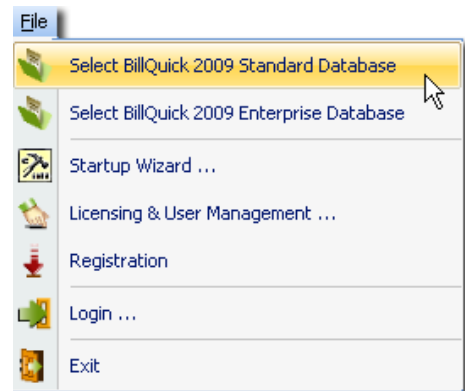 File
Select BillQuick 2009 Standard Database
Select BillQuick 2009 Enterprise Database
Startup Wizard ...
Licensing & User Management ...
Registration
Login ...
Exit